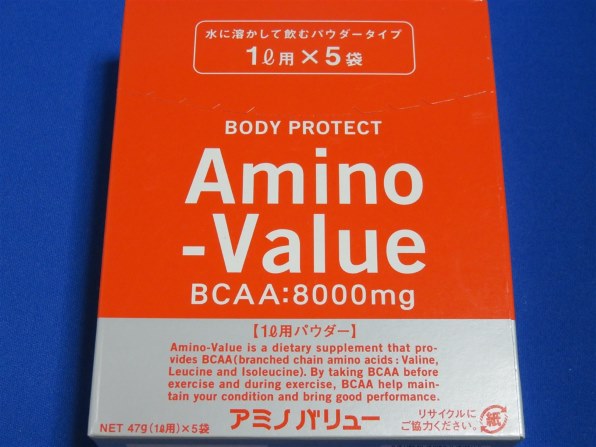 水に溶かして飲むパウダータイプ
1ℓ用×5袋
BODY PROTECT
Amino
-Value
BCAA:8000mg
【1ℓ用パウダー】
Amino-Value is a dietary supplement that pro-
vides BCAA(branched chain amino acids : Valine,
Leucine and Isoleucine). By taking BCAA before
exercise and during exercise, BCAA help main-
tain your condition and bring good performance.
アミノバリュー
NET 47g(1ℓ用)×5袋
リサイクルに
ご協力ください。
紙